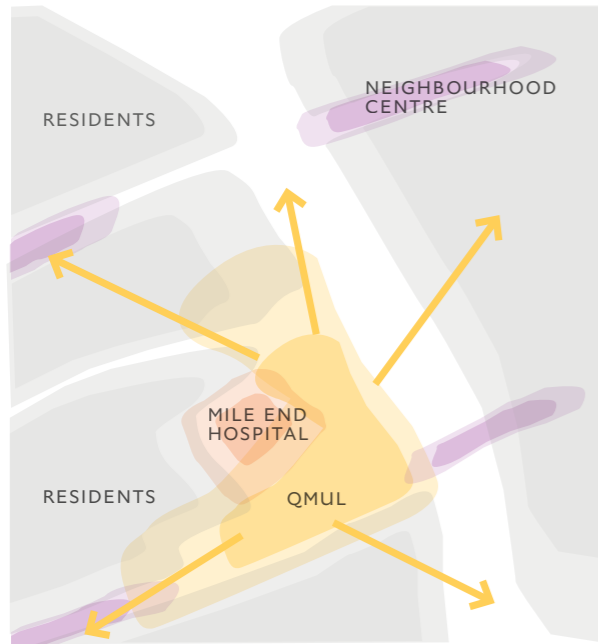 NEIGHBOURHOOD
CENTRE
RESIDENTS
MILE END
HOSPITAL
RESIDENTS
QMUL